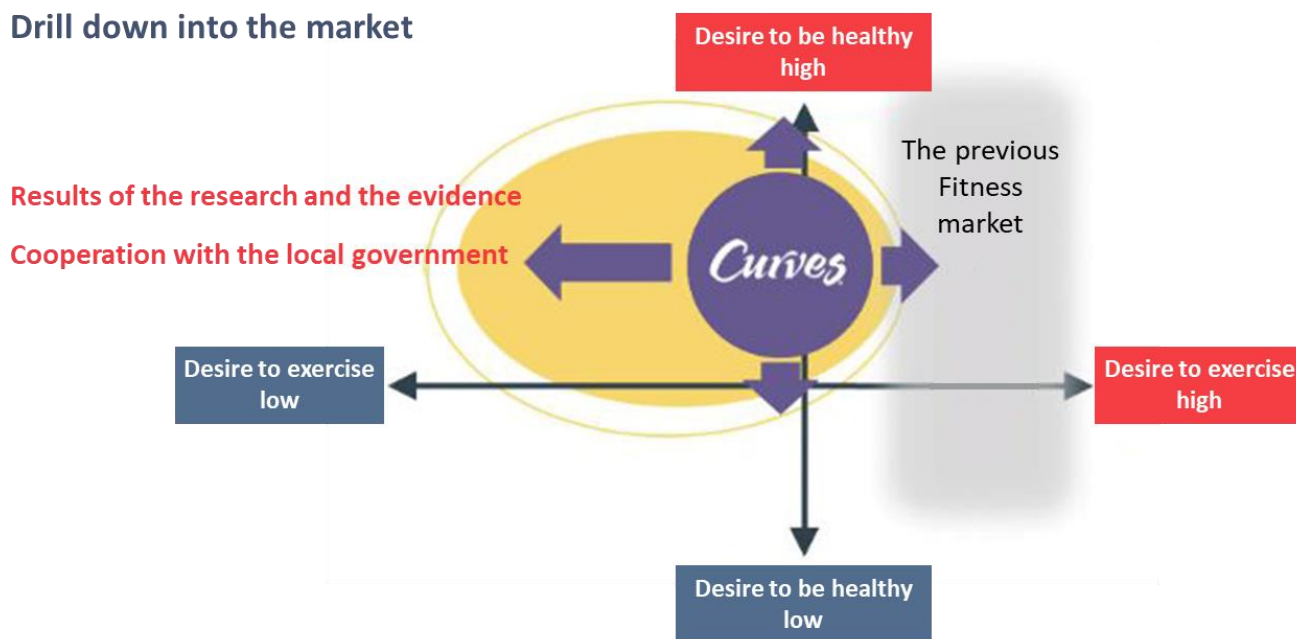 Drill down into the market
Desire to be healthy
high
The previous
Fitness
market
Results of the research and the evidence
Cooperation with the local government
Curves
Desire to exercise
low
Desire to exercise
high
Desire to be healthy
low